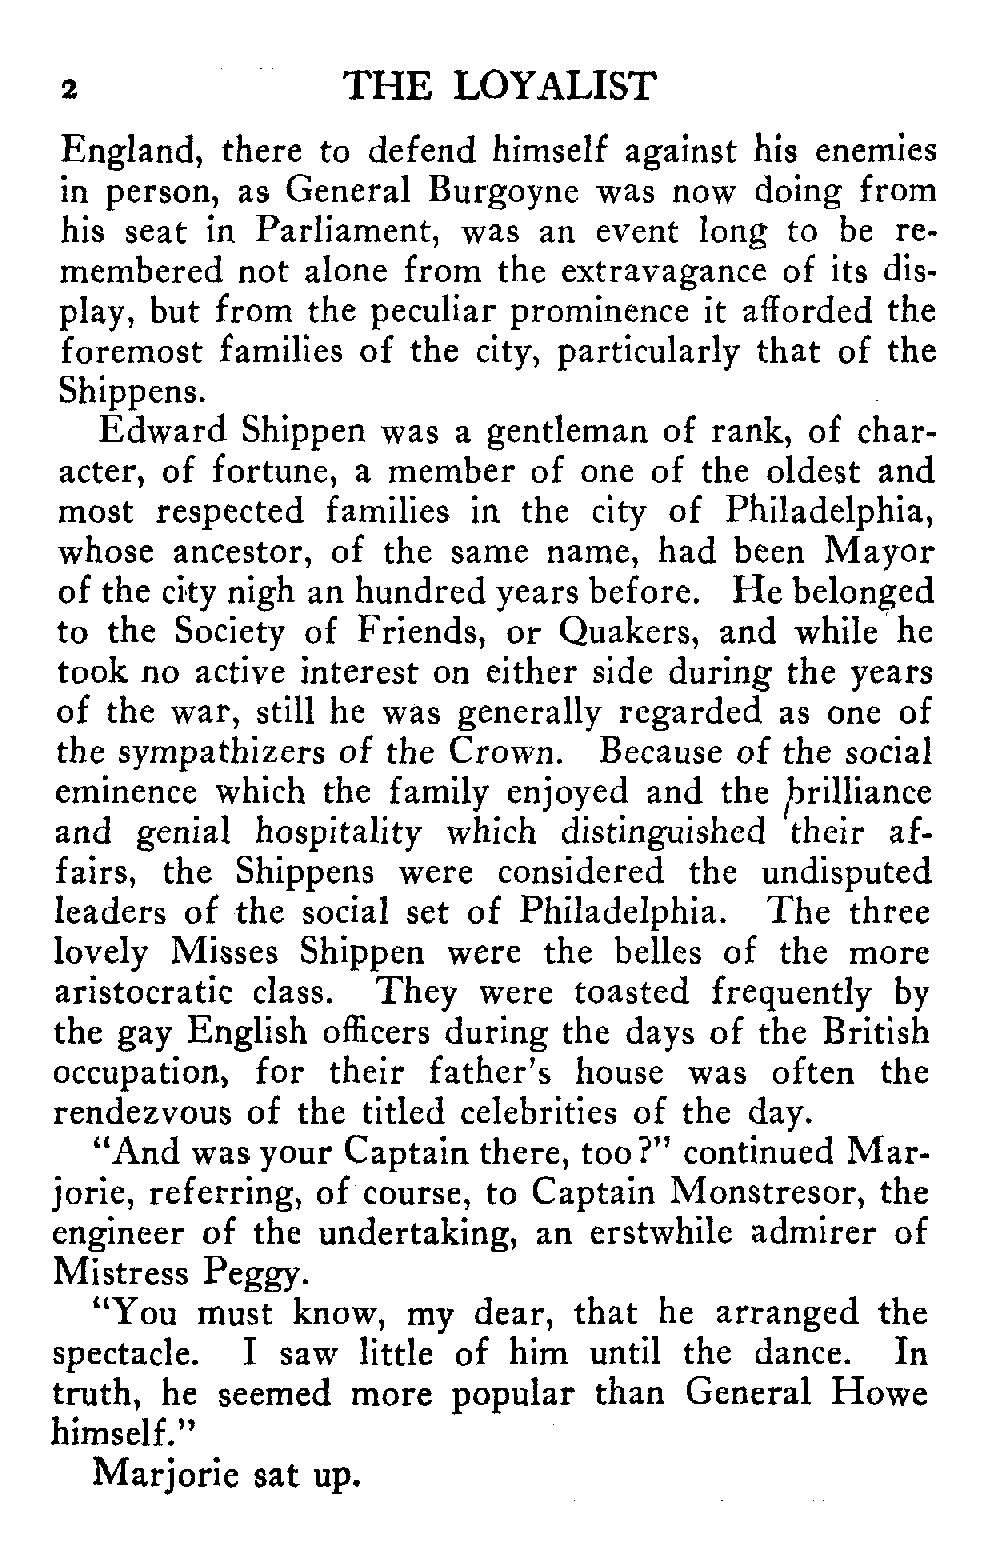 2 THE LOYALIST
England, there to defend himself against his enemies
in person, as General Burgoyne was now doing from
his seat in Parliament, was an event long to be re-
membered not alone from the extravagance of its dis-
play, but from the peculiar prominence it afforded the
foremost families of the city, particularly that of the
Shippens.
Edward Shippen was a gentleman of rank, of char-
acter, of fortune, a member of one of the oldest and
most respected families in the city of Philadelphia,
whose ancestor, of the same name, had been Mayor
of the city nigh an hundred years before. He belonged
to the Society of Friends, or Quakers, and while he
took no active interest on either side during the years
of the war, still he was generally regarded as one of
the sympathizers of the Crown. Because of the social
eminence which the family enjoyed and the brilliance
and genial hospitality which distinguished their af-
fairs, the Shippens were considered the undisputed
leaders of the social set of Philadelphia. The three
lovely Misses Shippen were the belles of the more
aristocratic class. They were toasted frequently by
the gay English officers during the days of the British
occupation, for their father's house was often the
rendezvous of the titled celebrities of the day.
"And was your Captain there, too?" continued Mar-
jorie, referring, of course, to Captain Monstresor, the
engineer of the undertaking, an erstwhile admirer of
Mistress Peggy.
"You must know, my dear, that he arranged the
spectacle. I saw little of him until the dance. In
truth, he seemed more popular than General Howe
himself."
Marjorie sat up.